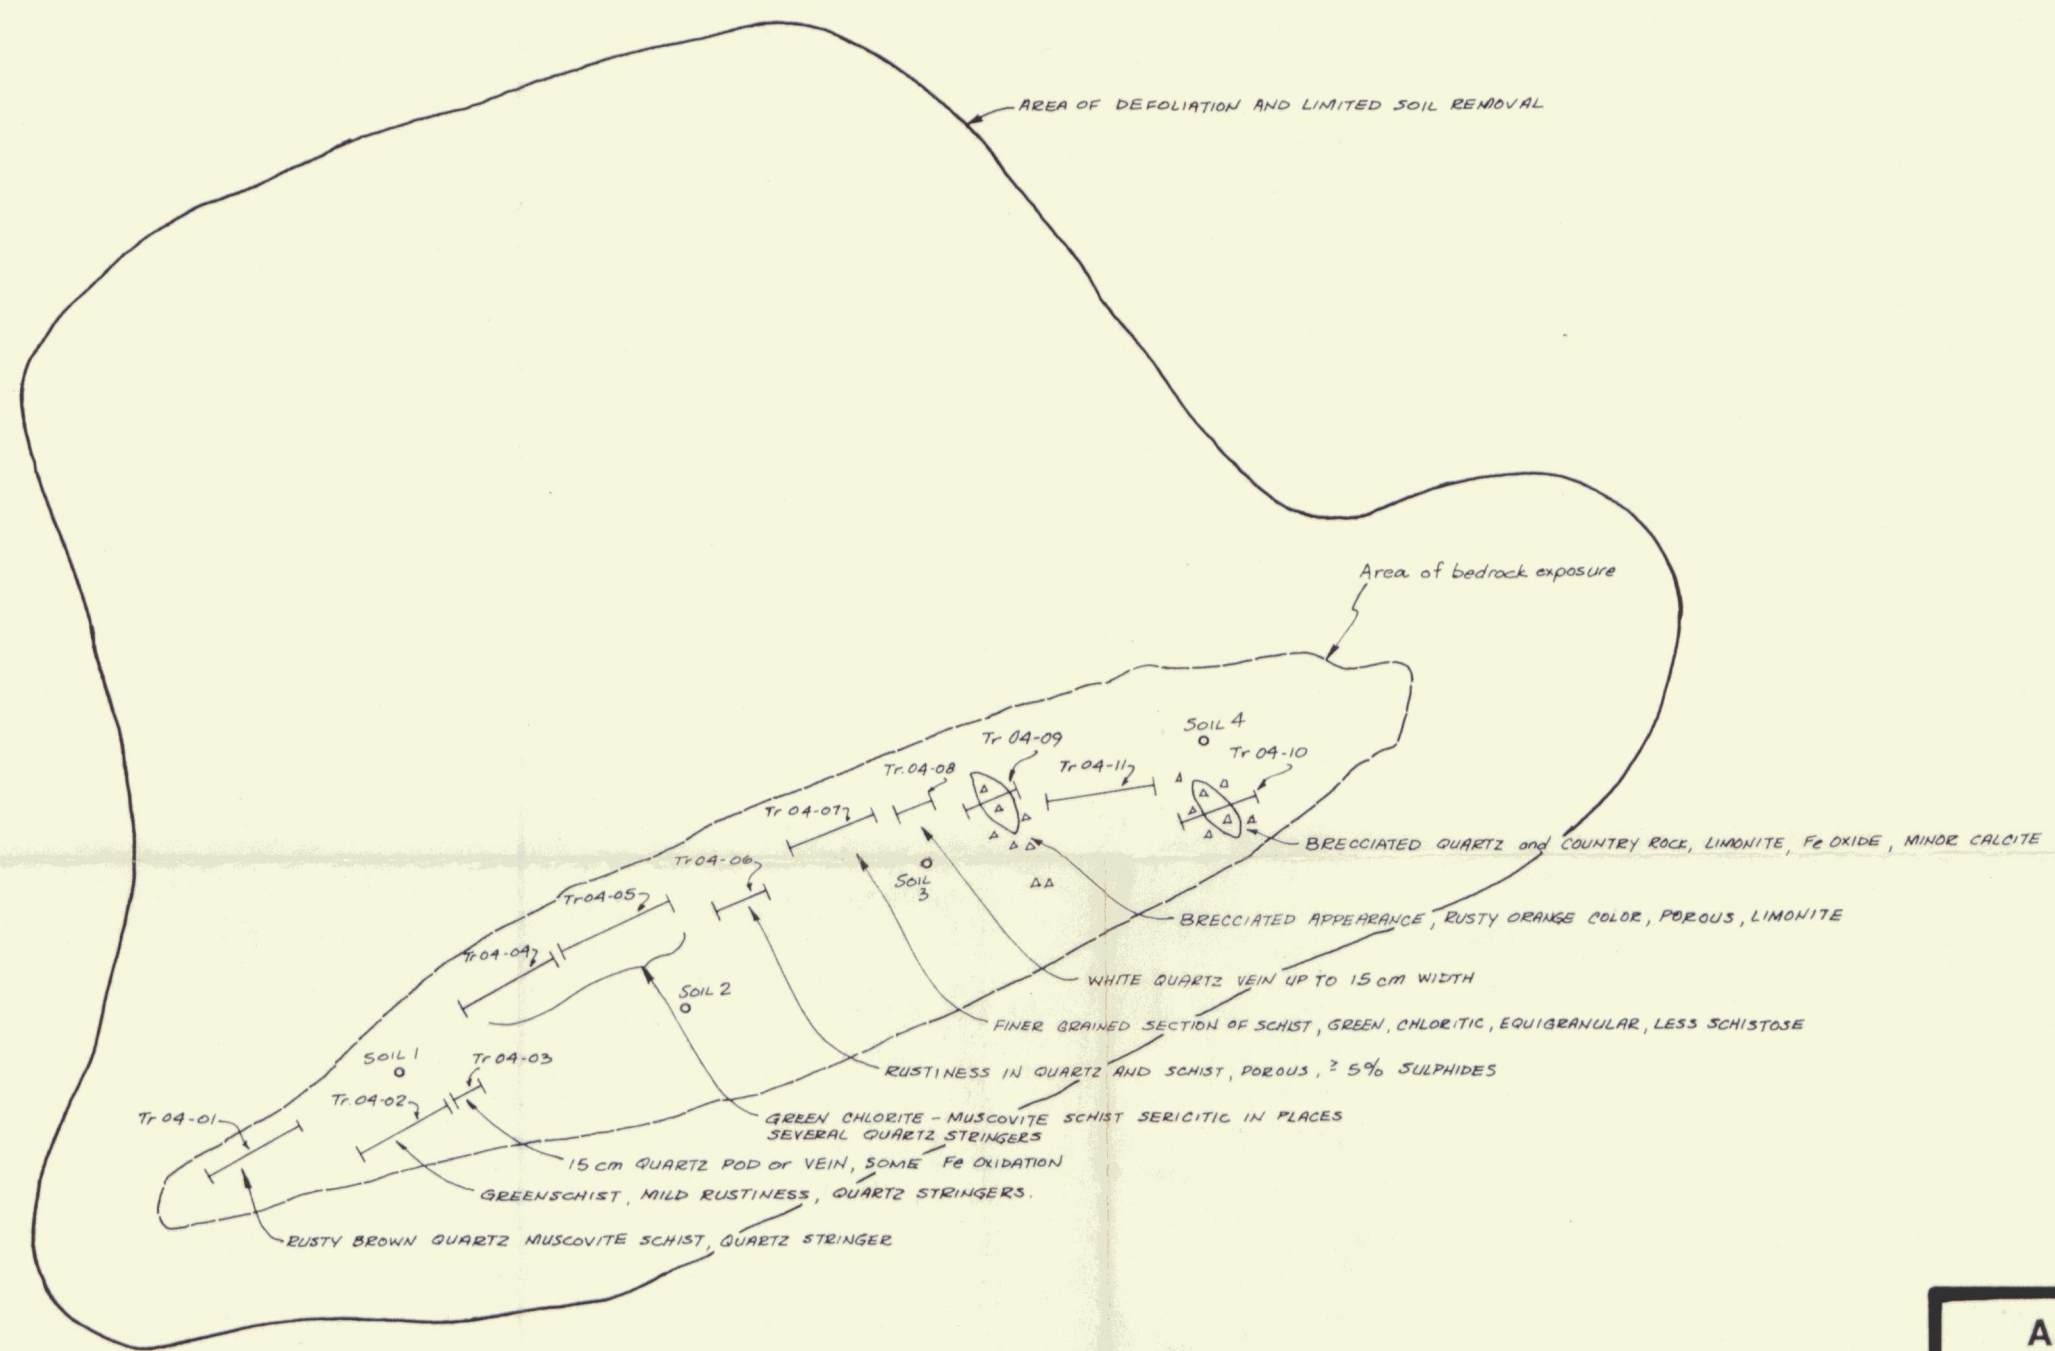 AREA OF DEFOLIATION AND LIMITED SOIL REMOVAL
Area of bedrock exposure
SOIL 4
Tr 04-09
Tr 04-10
Tr 04-11
Tr. 04-08
Tr 04-07
BRECCIATED QUARTZ and COUNTRY ROCK, LIMONITE, Fe OXIDE, MINOR CALCITE
Tr 04-06
SOIL
3
Tr 04-05
BRECCIATED APPEARANCE, RUSTY ORANGE COLOR, POROUS, LIMONITE
Tr 04-04
WHITE QUARTZ VEIN UP TO 15 cm WIDTH
SOIL 2
FINER GRAINED SECTION OF SCHIST, GREEN, CHLORITIC, EQUIGRANULAR, LESS SCHISTOSE
SOIL 1
Tr 04-03
RUSTINESS IN QUARTZ AND SCHIST, POROUS, 5% SULPHIDES
Tr. 04-02
Tr 04-01
GREEN CHLORITE - MUSCOVITE SCHIST SERICITIC IN PLACES
SEVERAL QUARTZ STRINGERS
15 cm QUARTZ POD or VEIN, SOME Fe OXIDATION
GREENSCHIST, MILD RUSTINESS, QUARTZ STRINGERS.
RUSTY BROWN QUARTZ MUSCOVITE SCHIST, QUARTZ STRINGER
A